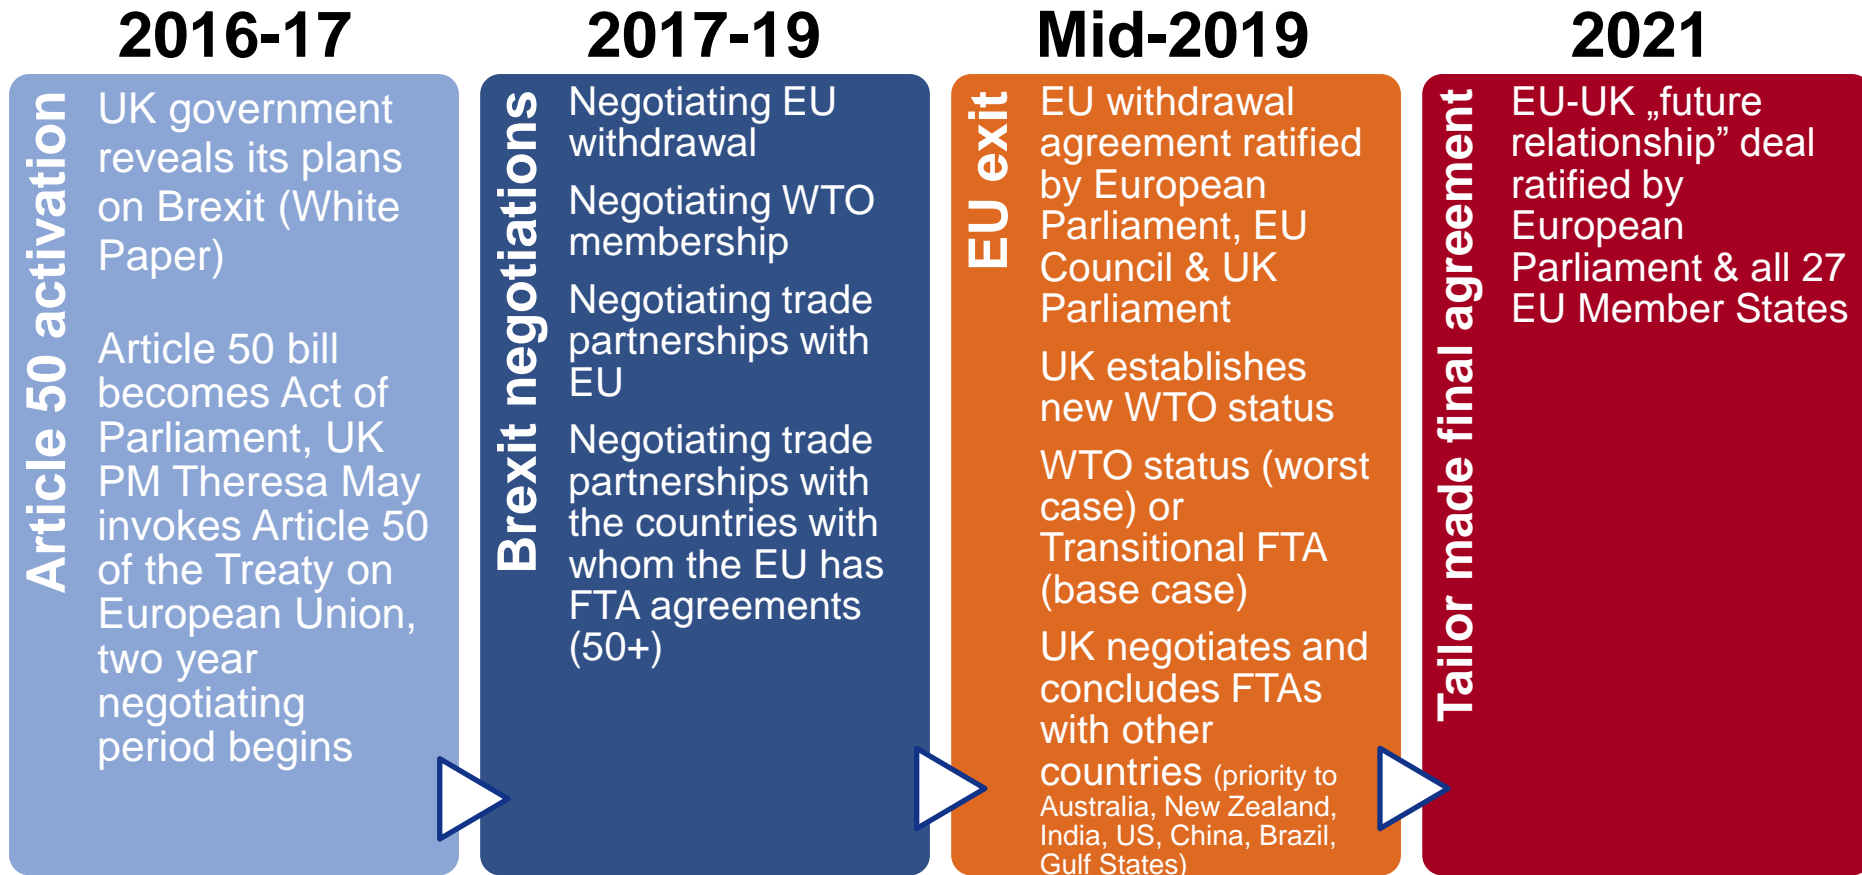 2016-17
Article 50 activation
UK government
reveals its plans
on Brexit (White
Paper)
Article 50 bill
becomes Act of
Parliament, UK
PM Theresa May
invokes Article 50
of the Treaty on
European Union,
two year
negotiating
period begins
2017-19
Brexit negotiations
Negotiating EU
withdrawal
Negotiating WTO
membership
Negotiating trade
partnerships with
EU
Negotiating trade
partnerships with
the countries with
whom the EU has
FTA agreements
(50+)
Mid-2019
EU exit
EU withdrawal
agreement ratified
by European
Parliament, EU
Council & UK
Parliament
UK establishes
new WTO status
WTO status (worst
case) or
Transitional FTA
(base case)
UK negotiates and
concludes FTAs
with other
countries (priority to
Australia, New Zealand,
India, US, China, Brazil,
Gulf States)
2021
Tailor made final agreement
EU-UK „future
relationship” deal
ratified by
European
Parliament & all 27
EU Member States